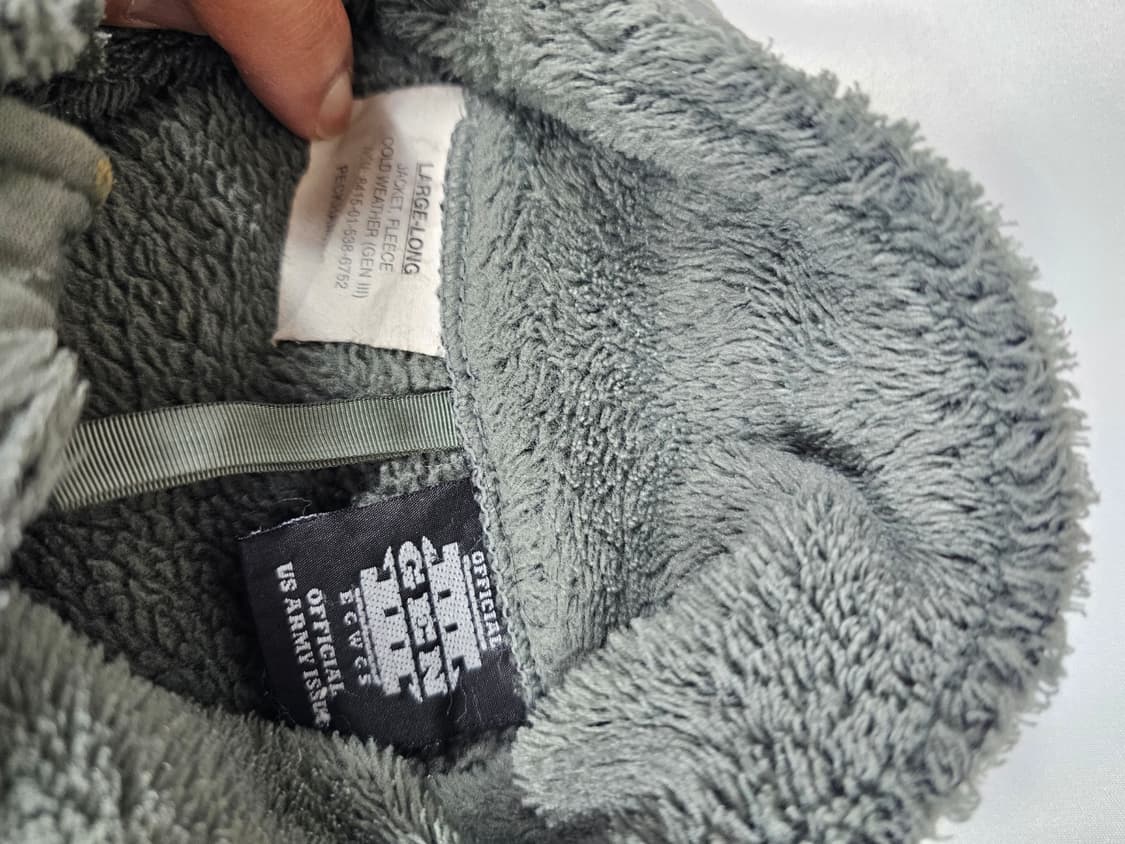 LARGE-LONG
JACKET, FLEECE
COLD WEATHER (GEN III)
8415-01-538-6752
OFFICIAL
GEN
III
ECWCS
OFFICIAL
US ARMY ISSUE